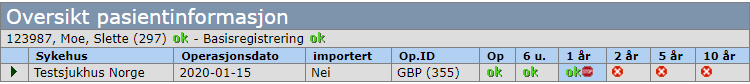 Oversikt pasientinformasjon
123987, Moe, Slette (297) ok - Basisregistrering ok
Sykehus Operasjonsdato importert Op.ID Op 6 u. 1 år 2 år 5 år 10 år
Testsjukhus Norge 2020-01-15 Nei GBP (355) ok ok ok